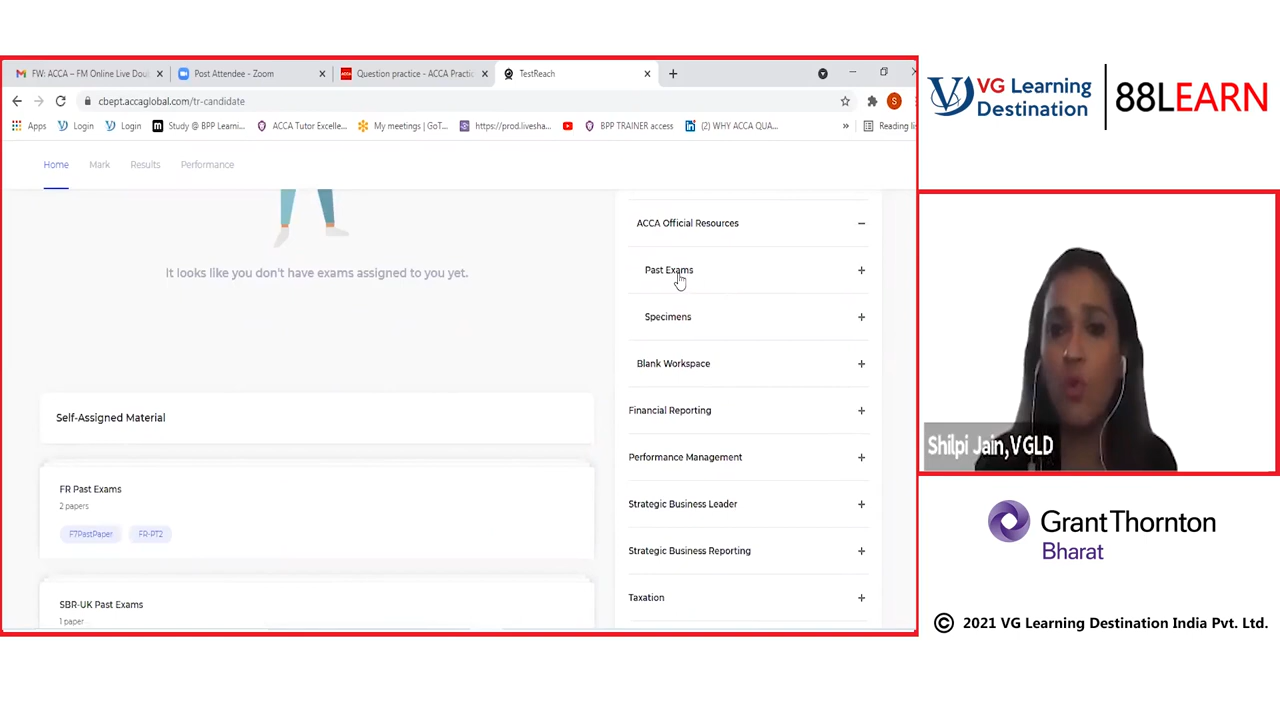 FW: ACCA – FM Online Live Dou
Post Attendee - Zoom
Question practice - ACCA Practic
TestReach
cbept.accaglobal.com/tr-candidate
Apps
Login
Login
Study @ BPP Learni...
ACCA Tutor Excelle...
My meetings | GoT...
https://prod.livesha...
BPP TRAINER access
(2) WHY ACCA QUA...
Reading lis
Home
Mark
Results
Performance
It looks like you don't have exams assigned to you yet.
Self-Assigned Material
FR Past Exams
2 papers
F7PastPaper
FR-PT2
SBR-UK Past Exams
1 paper
ACCA Official Resources
Past Exams
Specimens
Blank Workspace
Financial Reporting
Performance Management
Strategic Business Leader
Strategic Business Reporting
Taxation
VG Learning
Destination
88LEARN
Shilpi Jain,VGLD
Grant Thornton
Bharat
© 2021 VG Learning Destination India Pvt. Ltd.